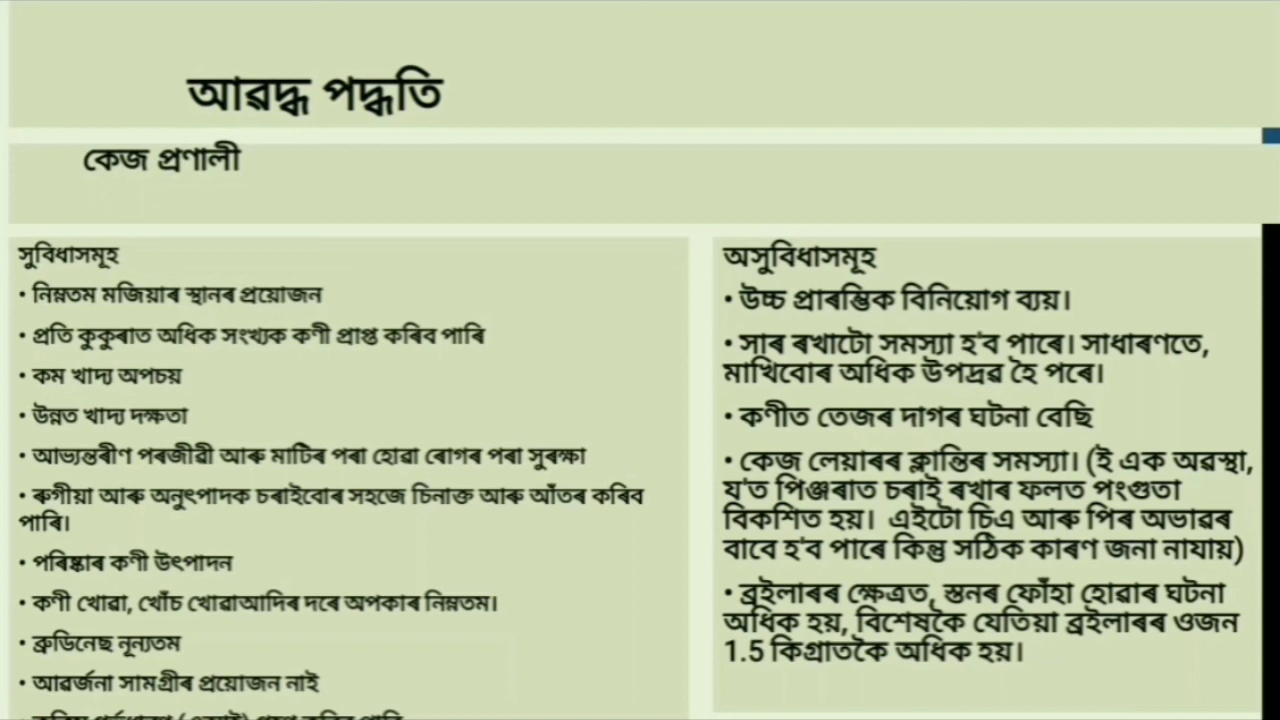 আৱদ্ধ পদ্ধতি
কেজ প্ৰণালী
সুবিধাসমূহ
• নিম্নতম মজিয়াৰ স্থানৰ প্ৰয়োজন
• প্ৰতি কুকুৰাত অধিক সংখ্যক কণী প্ৰাপ্ত কৰিব পাৰি
• কম খাদ্য অপচয়
• উন্নত খাদ্য দক্ষতা
• আভ্যন্তৰীণ পৰজীৱী আৰু মাটিৰ পৰা হোৱা ৰোগৰ পৰা সুৰক্ষা
• ৰুগীয়া আৰু অনুৎপাদক চৰাইবোৰ সহজে চিনাক্ত আৰু আঁতৰ কৰিব
পাৰি।
• পৰিষ্কাৰ কণী উৎপাদন
• কণী খোৱা, খোঁচ খোৱাআদিৰ দৰে অপকাৰ নিম্নতম।
• ব্ৰুডিনেছ নূন্যতম
• আৱৰ্জনা সামগ্ৰীৰ প্ৰয়োজন নাই
অসুবিধাসমূহ
• উচ্চ প্ৰাৰম্ভিক বিনিয়োগ ব্যয়।
• সাৰ ৰখাটো সমস্যা হ'ব পাৰে। সাধাৰণতে,
মাখিবোৰ অধিক উপদ্ৰৱ হৈ পৰে।
• কণীত তেজৰ দাগৰ ঘটনা বেছি
• কেজ লেয়াৰৰ ক্লান্তিৰ সমস্যা। (ই এক অৱস্থা,
য'ত পিঞ্জৰাত চৰাই ৰখাৰ ফলত পংগুতা
বিকশিত হয়। এইটো চিএ আৰু পিৰ অভাৱৰ
বাবে হ'ব পাৰে কিন্তু সঠিক কাৰণ জনা নাযায়)
• ব্ৰইলাৰৰ ক্ষেত্ৰত, স্তনৰ ফোঁহা হোৱাৰ ঘটনা
অধিক হয়, বিশেষকৈ যেতিয়া ব্ৰইলাৰৰ ওজন
1.5 কিগ্ৰাতকৈ অধিক হয়।